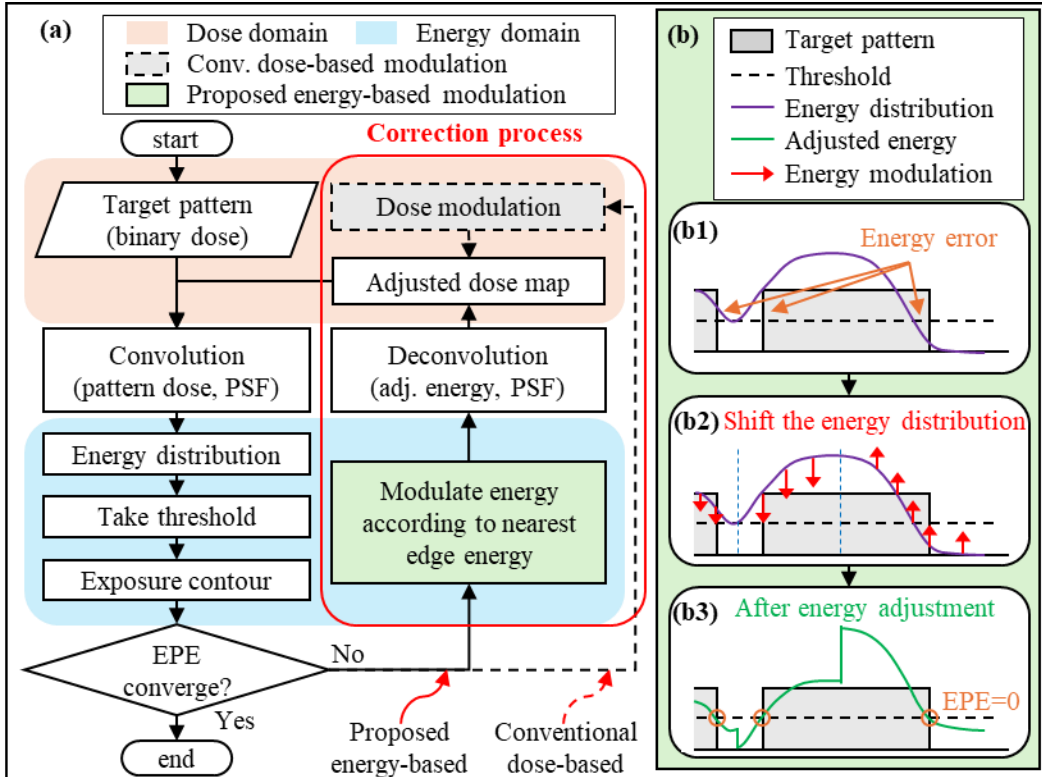 (a)
Dose domain
Energy domain
Conv. dose-based modulation
Proposed energy-based modulation
start
Correction process
Target pattern
(binary dose)
Dose modulation
Adjusted dose map
Convolution
(pattern dose, PSF)
Deconvolution
(adj. energy, PSF)
Energy distribution
Take threshold
Exposure contour
Modulate energy
according to nearest
edge energy
EPE
converge?
No
Yes
end
Proposed
energy-based
Conventional
dose-based
(b)
Target pattern
Threshold
Energy distribution
Adjusted energy
Energy modulation
(b1)
Energy error
(b2)
Shift the energy distribution
(b3)
After energy adjustment
EPE=0